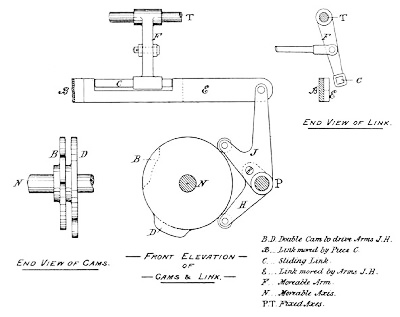 T
F
T
F
C
B
C
E
B
E
END VIEW OF LINK.
J
B
D
B
N
N
P
H
D
FRONT ELEVATION
OF
CAMS & LINK.
END VIEW OF CAMS.
B.D. Double Cam to drive Arms J.H.
B... Link moved by Piece C.
C... Sliding Link.
E... Link moved by Arms J.H.
F. Moveable Arm.
N. Moveable Axis.
P.T. Fixed Axes.